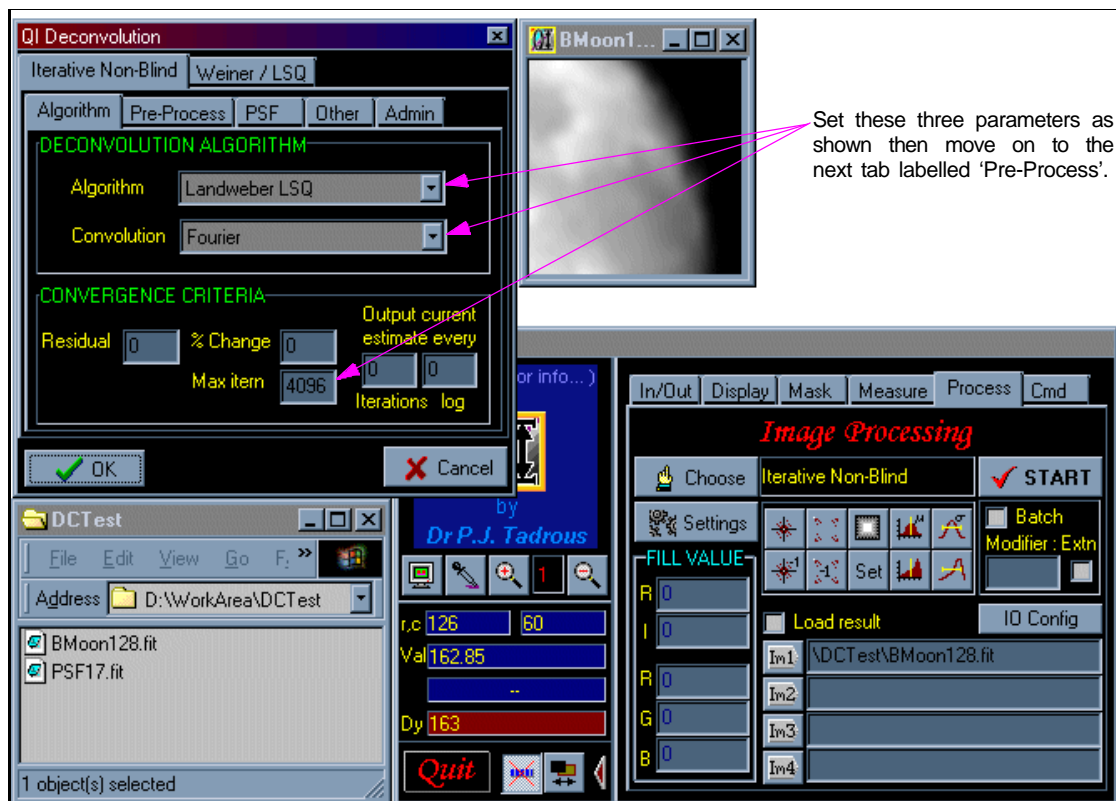 QI Deconvolution
Iterative Non-Blind
Weiner / LSQ
Algorithm
Pre-Process
PSF
Other
Admin
DECONVOLUTION ALGORITHM
Algorithm
Landweber LSQ
Convolution
Fourier
CONVERGENCE CRITERIA
Residual
0
% Change
0
Max itern
4096
Output current
estimate every
0
0
Iterations log
OK
Cancel
BMoon1...
Set these three parameters as
shown then move on to the
next tab labelled ‘Pre-Process’.
DCTest
File Edit View Go F
Address
D:\WorkArea\DCTest
BMoon128.fit
PSF17.fit
1 object(s) selected
or info...)
by
Dr P.J. Tadrous
1
r,c 126 60
Val 162.85
--
Dy 163
Quit
In/Out
Display
Mask
Measure
Process
Cmd
Image Processing
Choose
Iterative Non-Blind
START
Settings
Set
Batch
Modifier : Extn
FILL VALUE
R 0
I 0
R 0
G 0
B 0
Load result
IO Config
Im1 \DCTest\BMoon128.fit
Im2
Im3
Im4